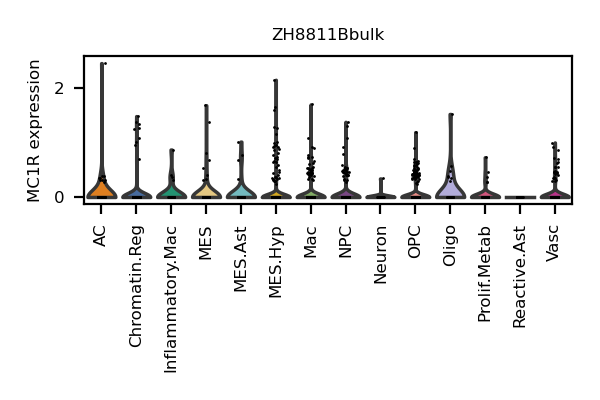 ZH8811Bbulk
MC1R expression
2
0
AC
Chromatin.Reg
Inflammatory.Mac
MES
MES.Ast
MES.Hyp
Mac
NPC
Neuron
OPC
Oligo
Prolif.Metab
Reactive.Ast
Vasc